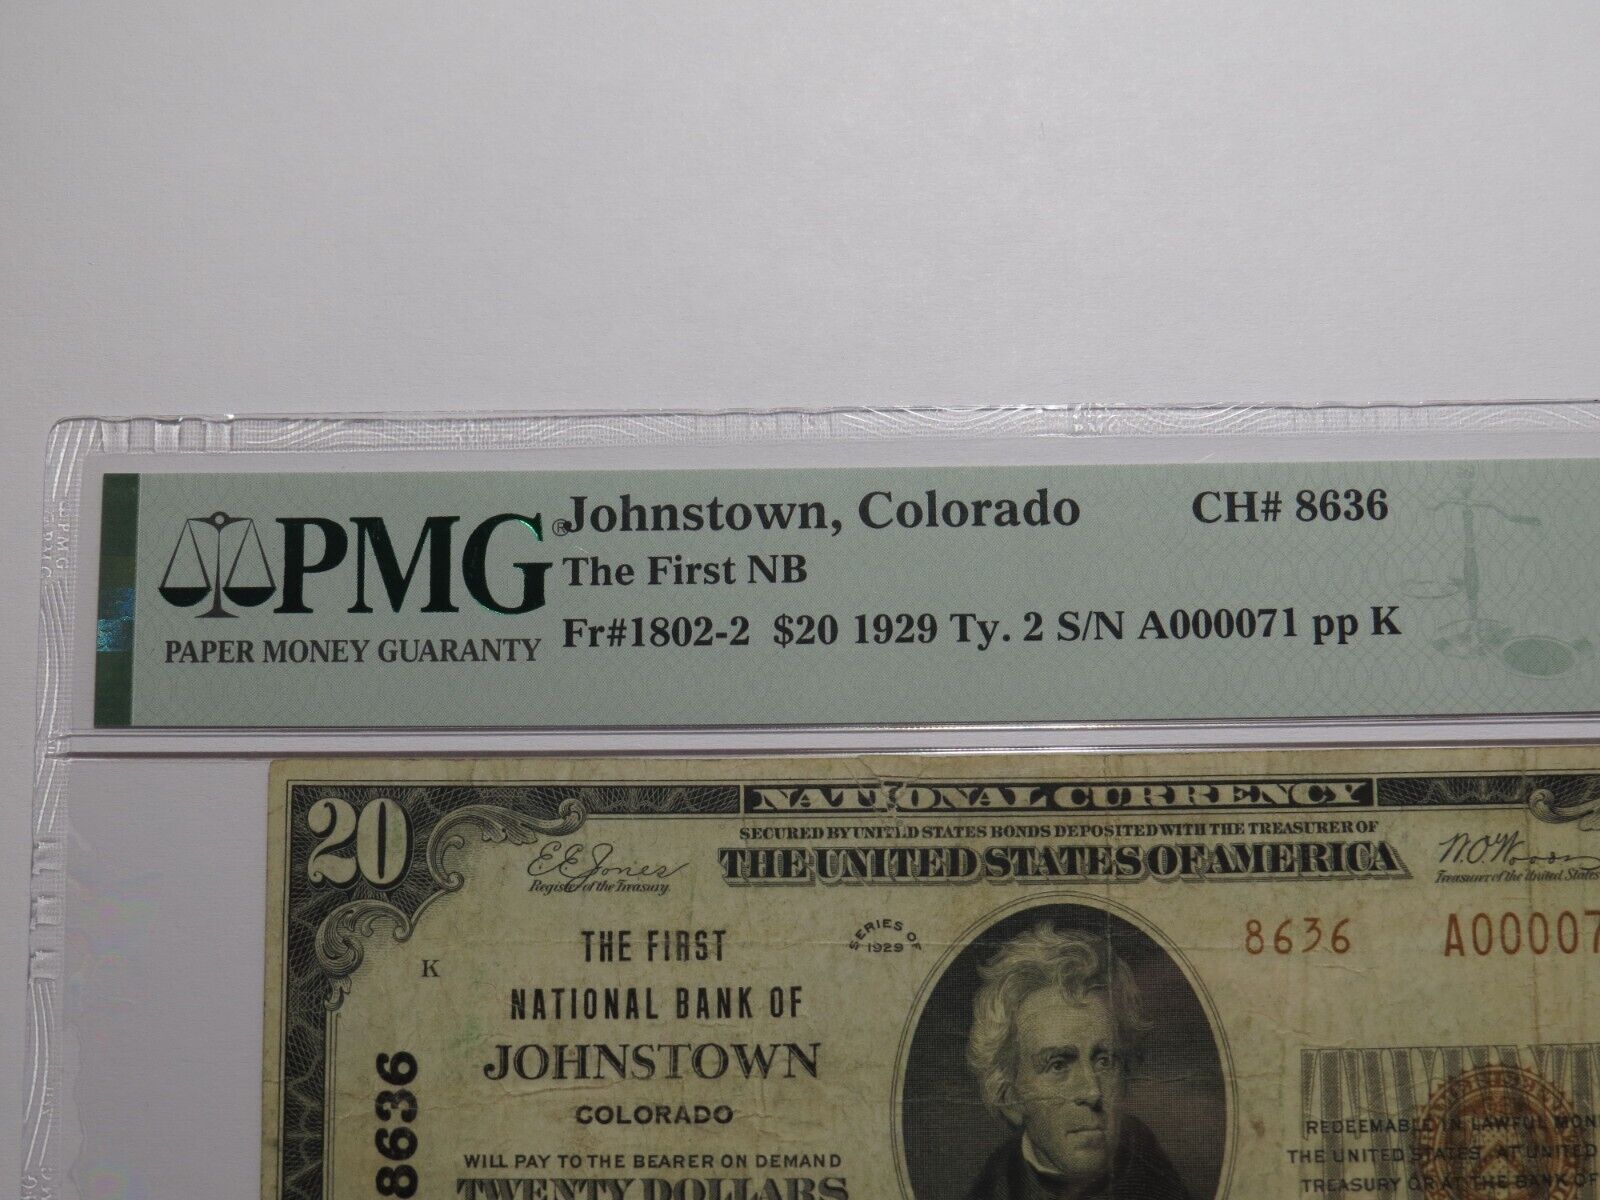 PMG®
PAPER MONEY GUARANTY
Johnstown, Colorado CH# 8636
The First NB
Fr#1802-2 $20 1929 Ty. 2 S/N A000071 pp K
20
NATIONAL CURRENCY
SECURED BY UNITED STATES BONDS DEPOSITED WITH THE TREASURER OF
THE UNITED STATES OF AMERICA
E E Jones
Register of the Treasury.
W.O. Woods
Treasurer of the United States
SERIES OF
1929
8636 A00007
K
THE FIRST
NATIONAL BANK OF
JOHNSTOWN
COLORADO
WILL PAY TO THE BEARER ON DEMAND
TWENTY DOLLARS
8636
REDEEMABLE IN LAWFUL MON
THE UNITED STATES, AT UNITED
TREASURY OR AT THE BANK OF